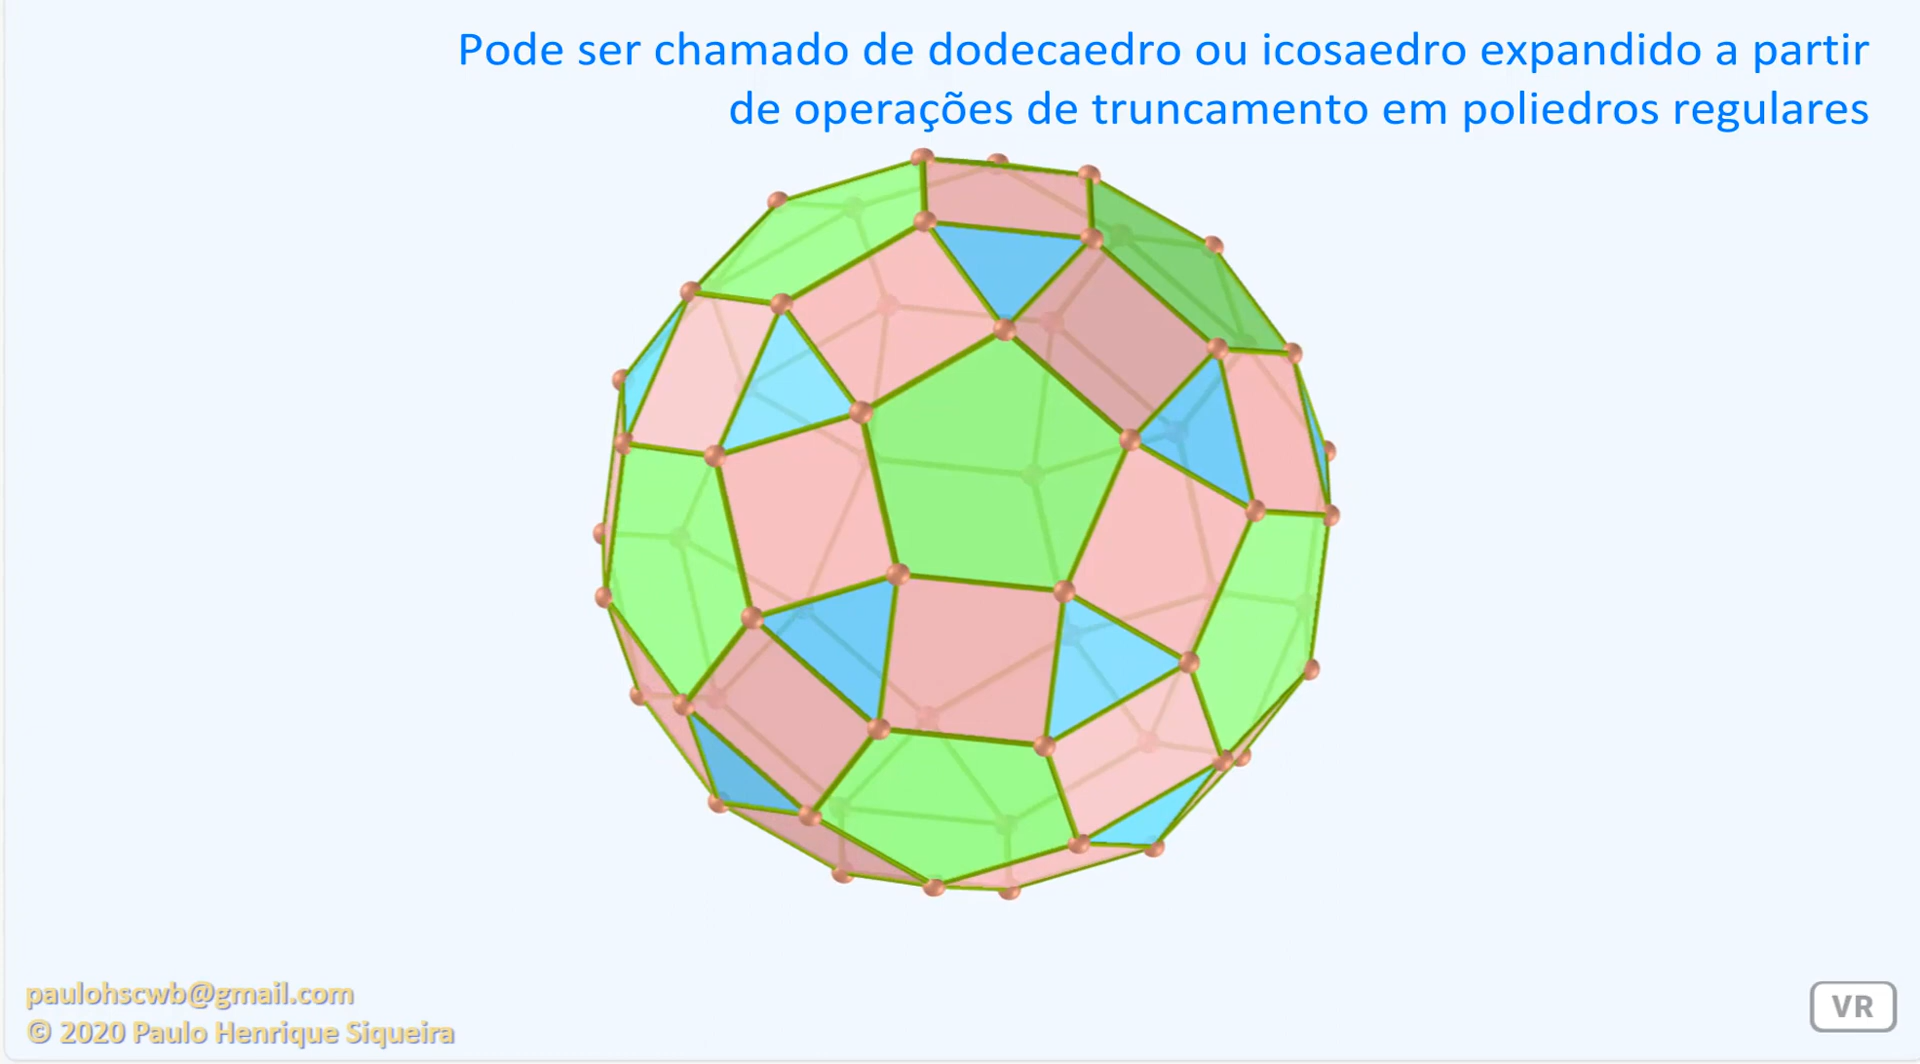 Pode ser chamado de dodecaedro ou icosaedro expandido a partir
de operações de truncamento em poliedros regulares
paulohscwb@gmail.com
© 2020 Paulo Henrique Siqueira
VR